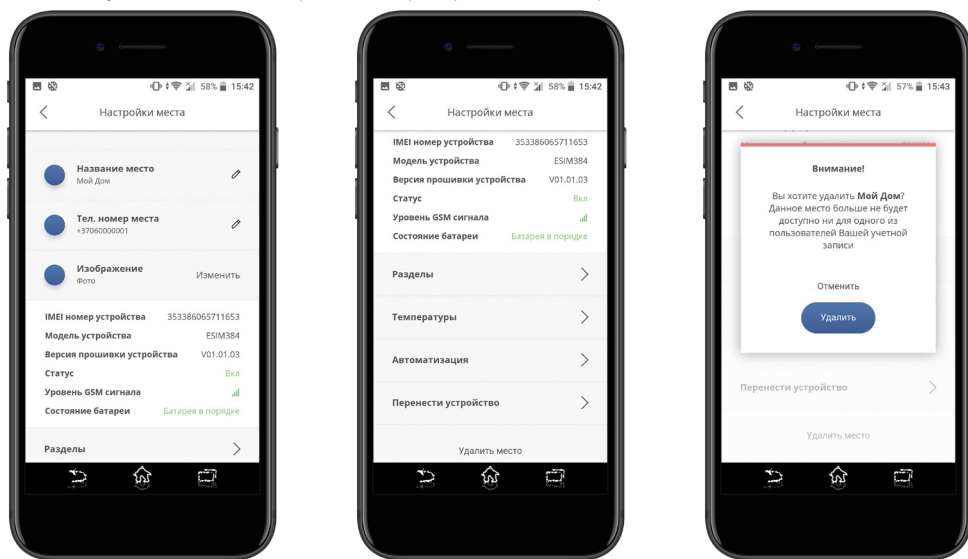 58% 15:42
Настройки места
Название место
Мой Дом
Тел. номер места
+37060000001
Изображение
Фото
Изменить
IMEI номер устройства 353386065711653
Модель устройства ESIM384
Версия прошивки устройства V01.01.03
Статус Вкл
Уровень GSM сигнала
Состояние батареи Батарея в порядке
Разделы
58% 15:42
Настройки места
IMEI номер устройства 353386065711653
Модель устройства ESIM384
Версия прошивки устройства V01.01.03
Статус Вкл
Уровень GSM сигнала
Состояние батареи Батарея в порядке
Разделы
Температуры
Автоматизация
Перенести устройство
Удалить место
57% 15:43
Настройки места
Внимание!
Вы хотите удалить Мой Дом?
Данное место больше не будет
доступно ни для одного из
пользователей Вашей учетной
записи
Отменить
Удалить
Перенести устройство
Удалить место